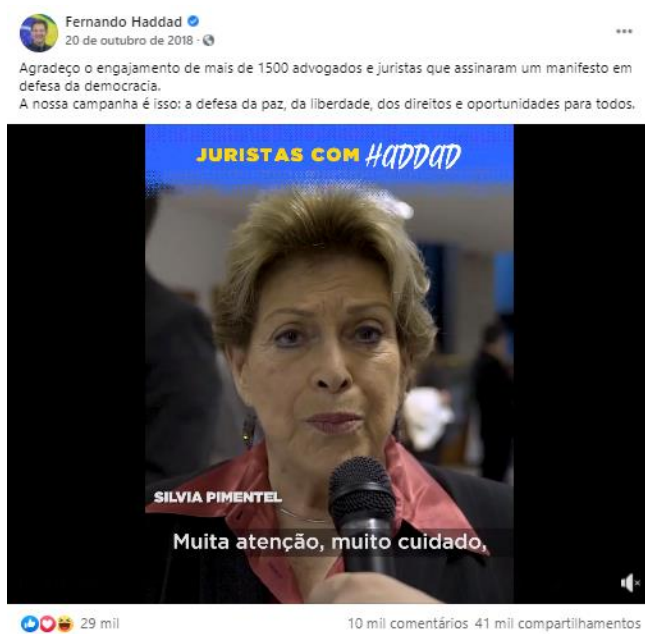 Fernando Haddad
20 de outubro de 2018 ·
Agradeço o engajamento de mais de 1500 advogados e juristas que assinaram um manifesto em
defesa da democracia.
A nossa campanha é isso: a defesa da paz, da liberdade, dos direitos e oportunidades para todos.
JURISTAS COM HADDAD
SILVIA PIMENTEL
Muita atenção, muito cuidado,
29 mil 10 mil comentários 41 mil compartilhamentos